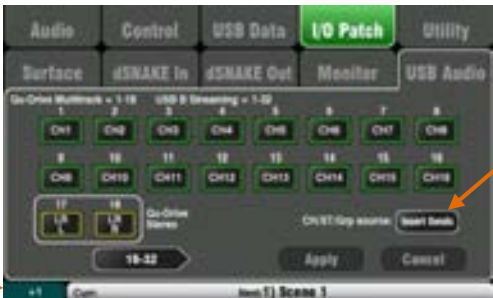 Audio Control USB Data I/O Patch Utility
Surface dSNAKE In dSNAKE Out Monitor USB Audio
Qu-Drive Multitrack = 1-18 USB B Streaming = 1-32
1 2 3 4 5 6 7 8
CH1 CH2 CH3 CH4 CH5 CH6 CH7 CH8
9 10 11 12 13 14 15 16
CH9 CH10 CH11 CH12 CH13 CH14 CH15 CH16
17 18
LR L LR R Qu-Drive Stereo CH/ST/Grp source: Insert Sends
19-32 Apply Cancel
+1 Curr: Next: 1) Scene 1